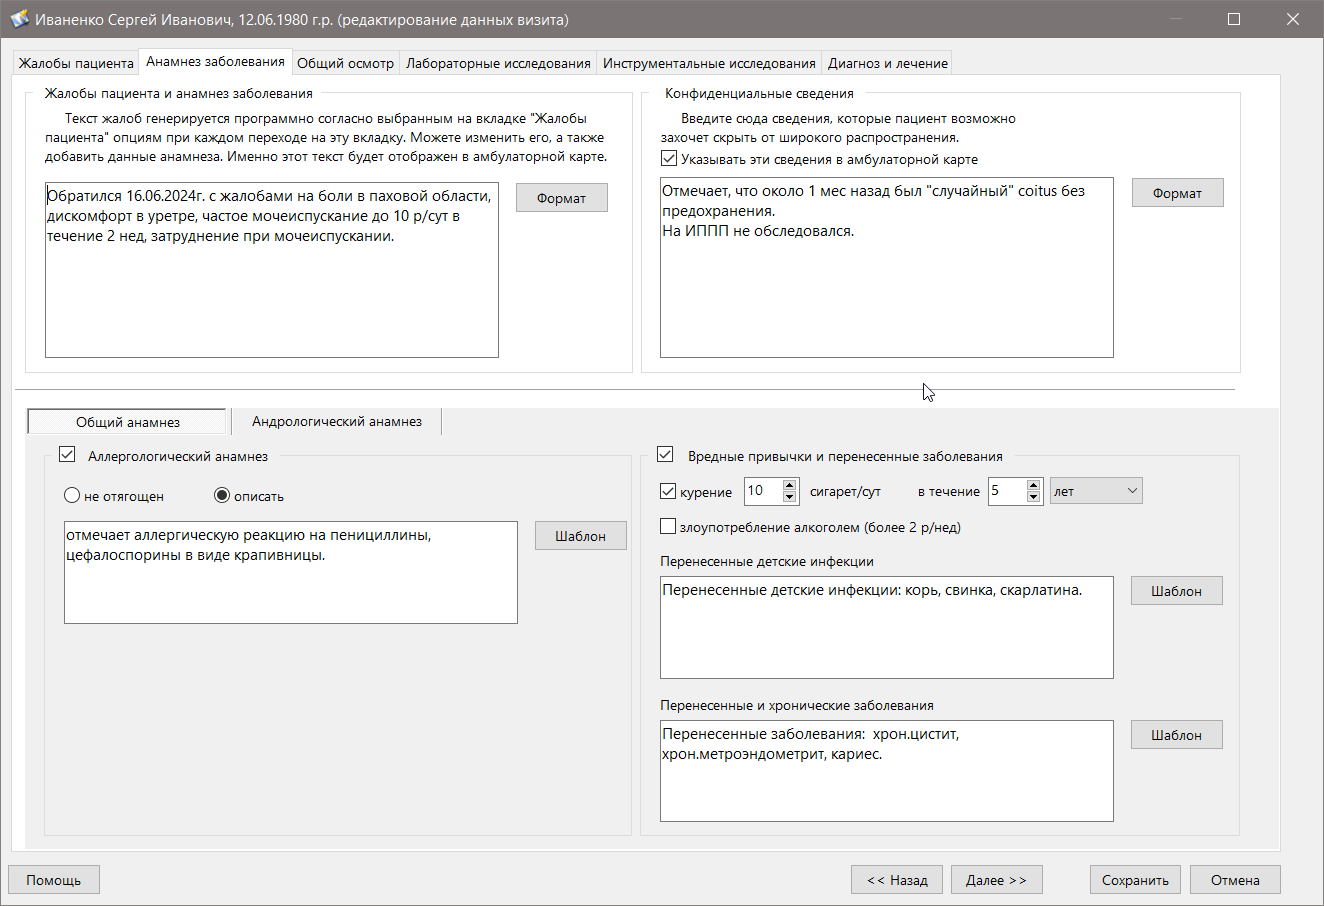 Иваненко Сергей Иванович, 12.06.1980 г.р. (редактирование данных визита)
Жалобы пациента
Анамнез заболевания
Общий осмотр
Лабораторные исследования
Инструментальные исследования
Диагноз и лечение
Жалобы пациента и анамнез заболевания
Текст жалоб генерируется программно согласно выбранным на вкладке "Жалобы
пациента" опциям при каждом переходе на эту вкладку. Можете изменить его, а также
добавить данные анамнеза. Именно этот текст будет отображен в амбулаторной карте.
Обратился 16.06.2024г. с жалобами на боли в паховой области,
дискомфорт в уретре, частое мочеиспускание до 10 р/сут в
течение 2 нед, затруднение при мочеиспускании.
Формат
Конфиденциальные сведения
Введите сюда сведения, которые пациент возможно
захочет скрыть от широкого распространения.
Указывать эти сведения в амбулаторной карте
Отмечает, что около 1 мес назад был "случайный" coitus без
предохранения.
На ИППП не обследовался.
Формат
Общий анамнез
Андрологический анамнез
Аллергологический анамнез
не отягощен
описать
отмечает аллергическую реакцию на пенициллины,
цефалоспорины в виде крапивницы.
Шаблон
Вредные привычки и перенесенные заболевания
курение 10 сигарет/сут в течение 5 лет
злоупотребление алкоголем (более 2 р/нед)
Перенесенные детские инфекции
Перенесенные детские инфекции: корь, свинка, скарлатина.
Шаблон
Перенесенные и хронические заболевания
Перенесенные заболевания:  хрон.цистит,
хрон.метроэндометрит, кариес.
Шаблон
Помощь
<< Назад
Далее >>
Сохранить
Отмена